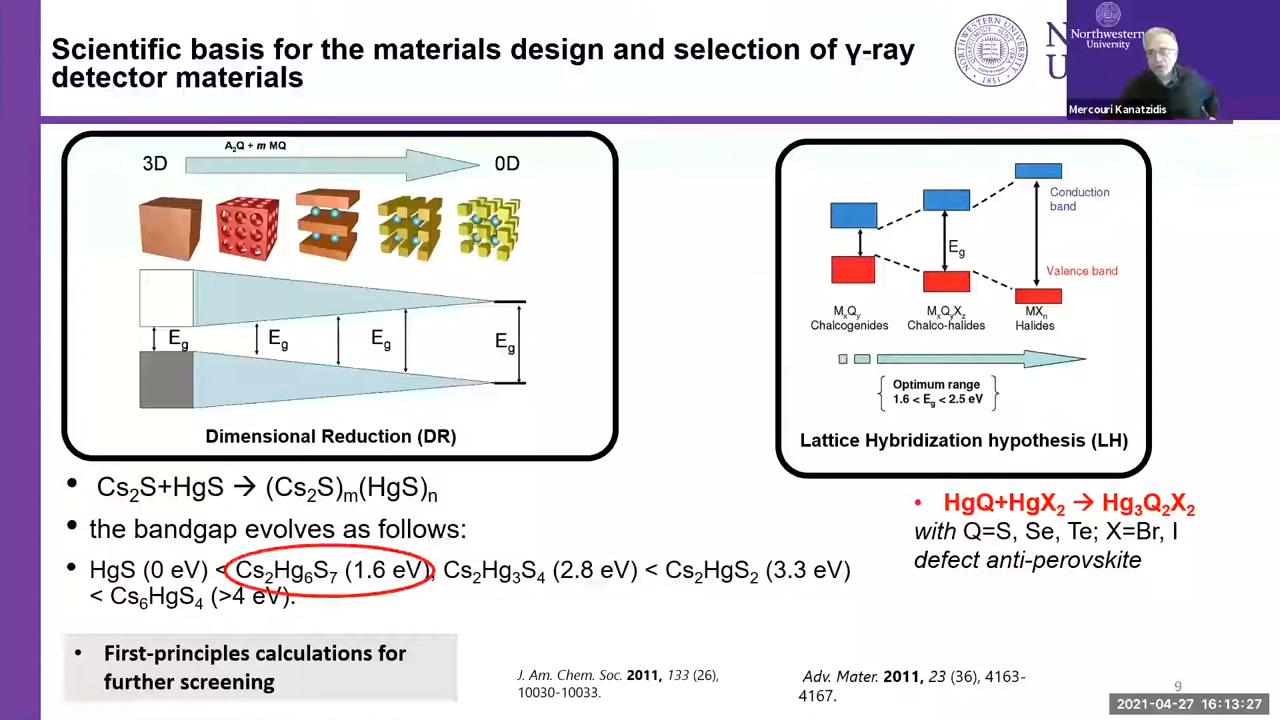 Scientific basis for the materials design and selection of γ-ray
detector materials
NORTHWESTERN UNIVERSITY
1851
N
U
Northwestern
University
Mercouri Kanatzidis
A₂Q + m MQ
3D
0D
Eg
Eg
Eg
Eg
Dimensional Reduction (DR)
Conduction
band
Eg
Valence band
MₓQᵧ
Chalcogenides
MₓQᵧX_z
Chalco-halides
MXₙ
Halides
Optimum range
1.6 < Eg < 2.5 eV
Lattice Hybridization hypothesis (LH)
• Cs₂S+HgS → (Cs₂S)ₘ(HgS)ₙ
• the bandgap evolves as follows:
• HgS (0 eV) < Cs₂Hg₆S₇ (1.6 eV), Cs₂Hg₃S₄ (2.8 eV) < Cs₂HgS₂ (3.3 eV)
< Cs₆HgS₄ (>4 eV).
• HgQ+HgX₂ → Hg₃Q₂X₂
with Q=S, Se, Te; X=Br, I
defect anti-perovskite
• First-principles calculations for
further screening
J. Am. Chem. Soc. 2011, 133 (26),
10030-10033.
Adv. Mater. 2011, 23 (36), 4163-
4167.
9
2021-04-27 16:13:27